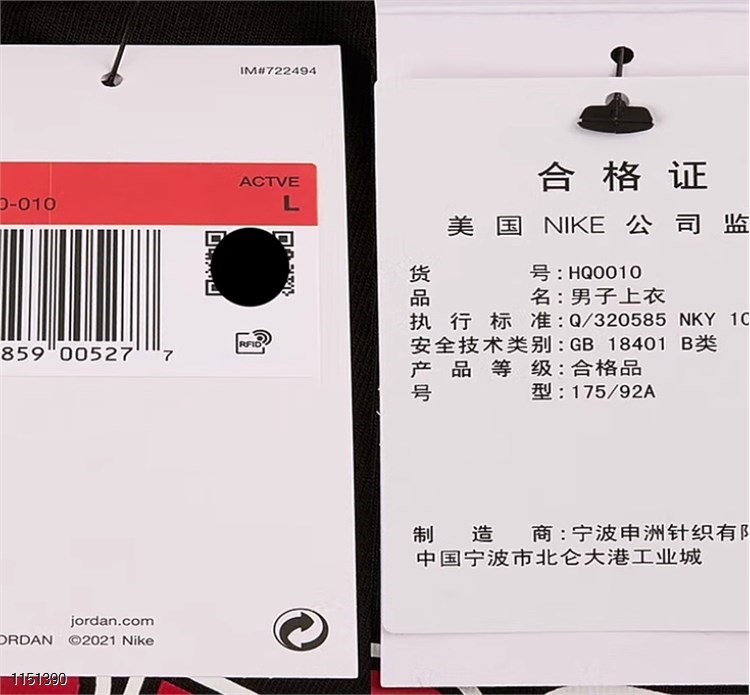 IM#722494
ACTVE
0-010
L
859 00527 7
RFID
jordan.com
ORDAN ©2021 Nike
1151390
合格证
美国 NIKE 公司监
货号:HQ0010
品名:男子上衣
执行标准:Q/320585 NKY 10
安全技术类别:GB 18401 B类
产品等级:合格品
号型:175/92A
制造商:宁波申洲针织有
中国宁波市北仑大港工业城